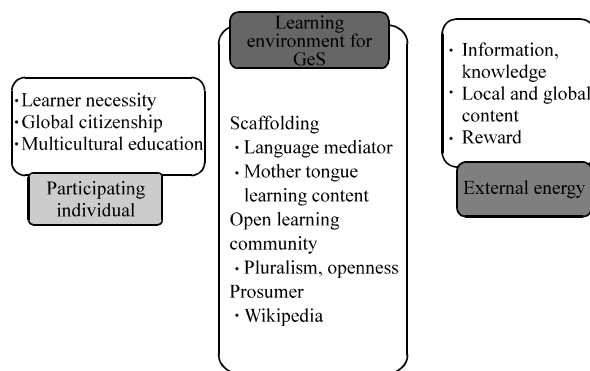 · Learner necessity
· Global citizenship
· Multicultural education
Participating
individual
Learning
environment for
GeS
Scaffolding
· Language mediator
· Mother tongue
learning content
Open learning
community
· Pluralism, openness
Prosumer
· Wikipedia
· Information,
knowledge
· Local and global
content
· Reward
External energy